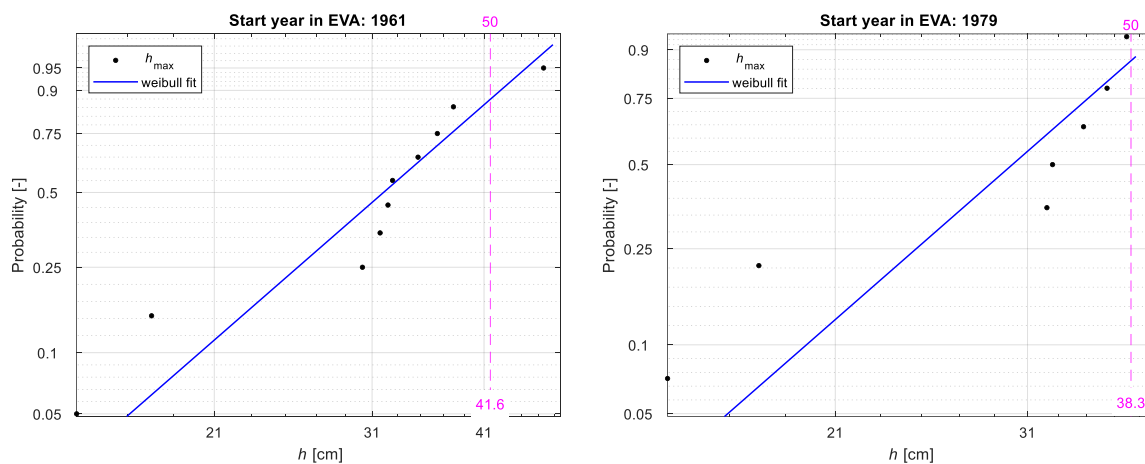 Start year in EVA: 1961
50
h_max
weibull fit
0.95
0.9
0.75
0.5
0.25
0.1
0.05
Probability [-]
41.6
21
31
41
h [cm]
Start year in EVA: 1979
50
h_max
weibull fit
0.9
0.75
0.5
0.25
0.1
0.05
Probability [-]
38.3
21
31
h [cm]